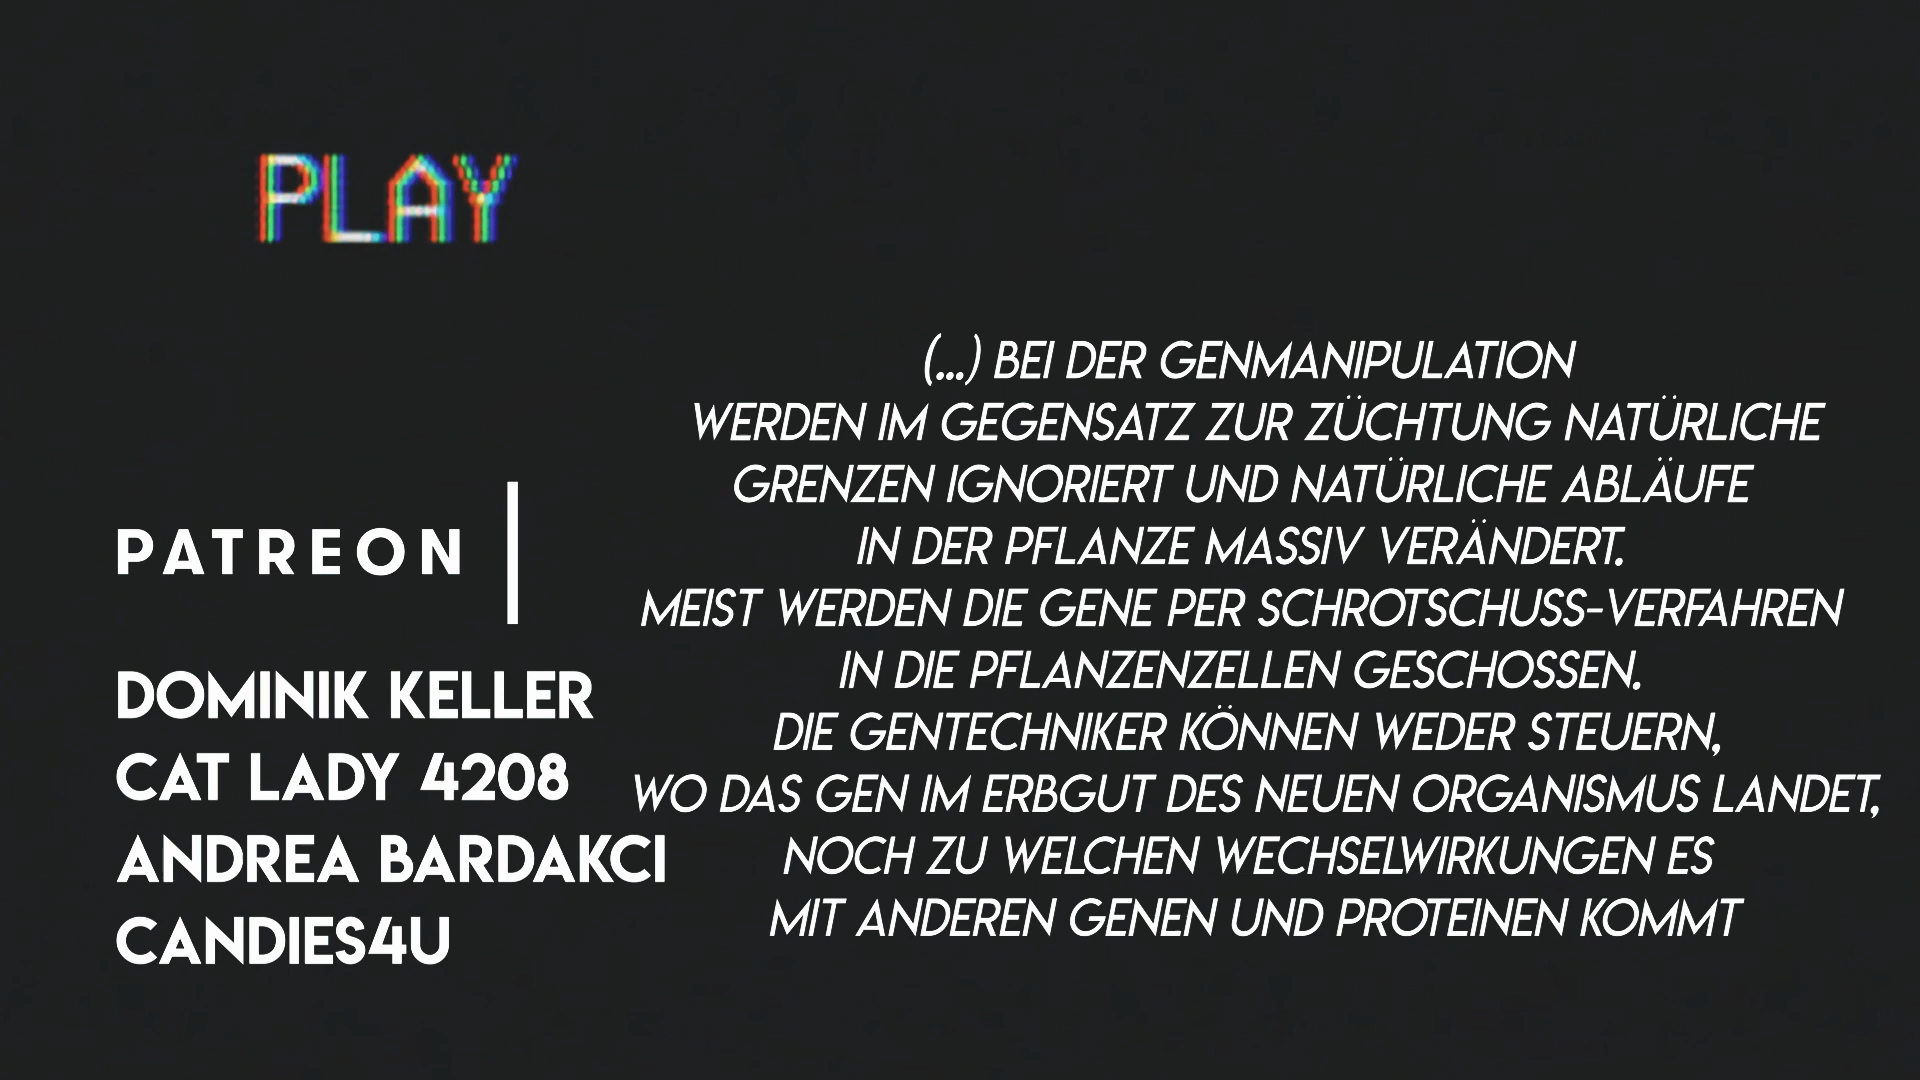 PLAY
PATREON
DOMINIK KELLER
CAT LADY 4208
ANDREA BARDAKCI
CANDIES4U
(...) BEI DER GENMANIPULATION
WERDEN IM GEGENSATZ ZUR ZÜCHTUNG NATÜRLICHE
GRENZEN IGNORIERT UND NATÜRLICHE ABLÄUFE
IN DER PFLANZE MASSIV VERÄNDERT.
MEIST WERDEN DIE GENE PER SCHROTSCHUSS-VERFAHREN
IN DIE PFLANZENZELLEN GESCHOSSEN.
DIE GENTECHNIKER KÖNNEN WEDER STEUERN,
WO DAS GEN IM ERBGUT DES NEUEN ORGANISMUS LANDET,
NOCH ZU WELCHEN WECHSELWIRKUNGEN ES
MIT ANDEREN GENEN UND PROTEINEN KOMMT